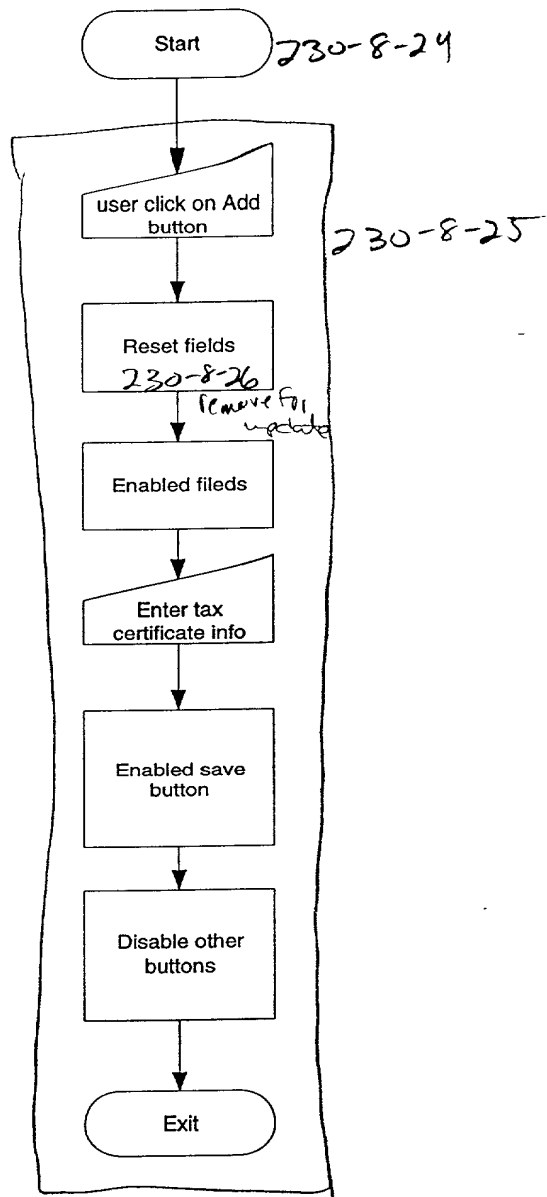 Start
230-8-24
user click on Add
button
230-8-25
Reset fields
230-8-26
remove for
update
Enabled fileds
Enter tax
certificate info
Enabled save
button
Disable other
buttons
Exit